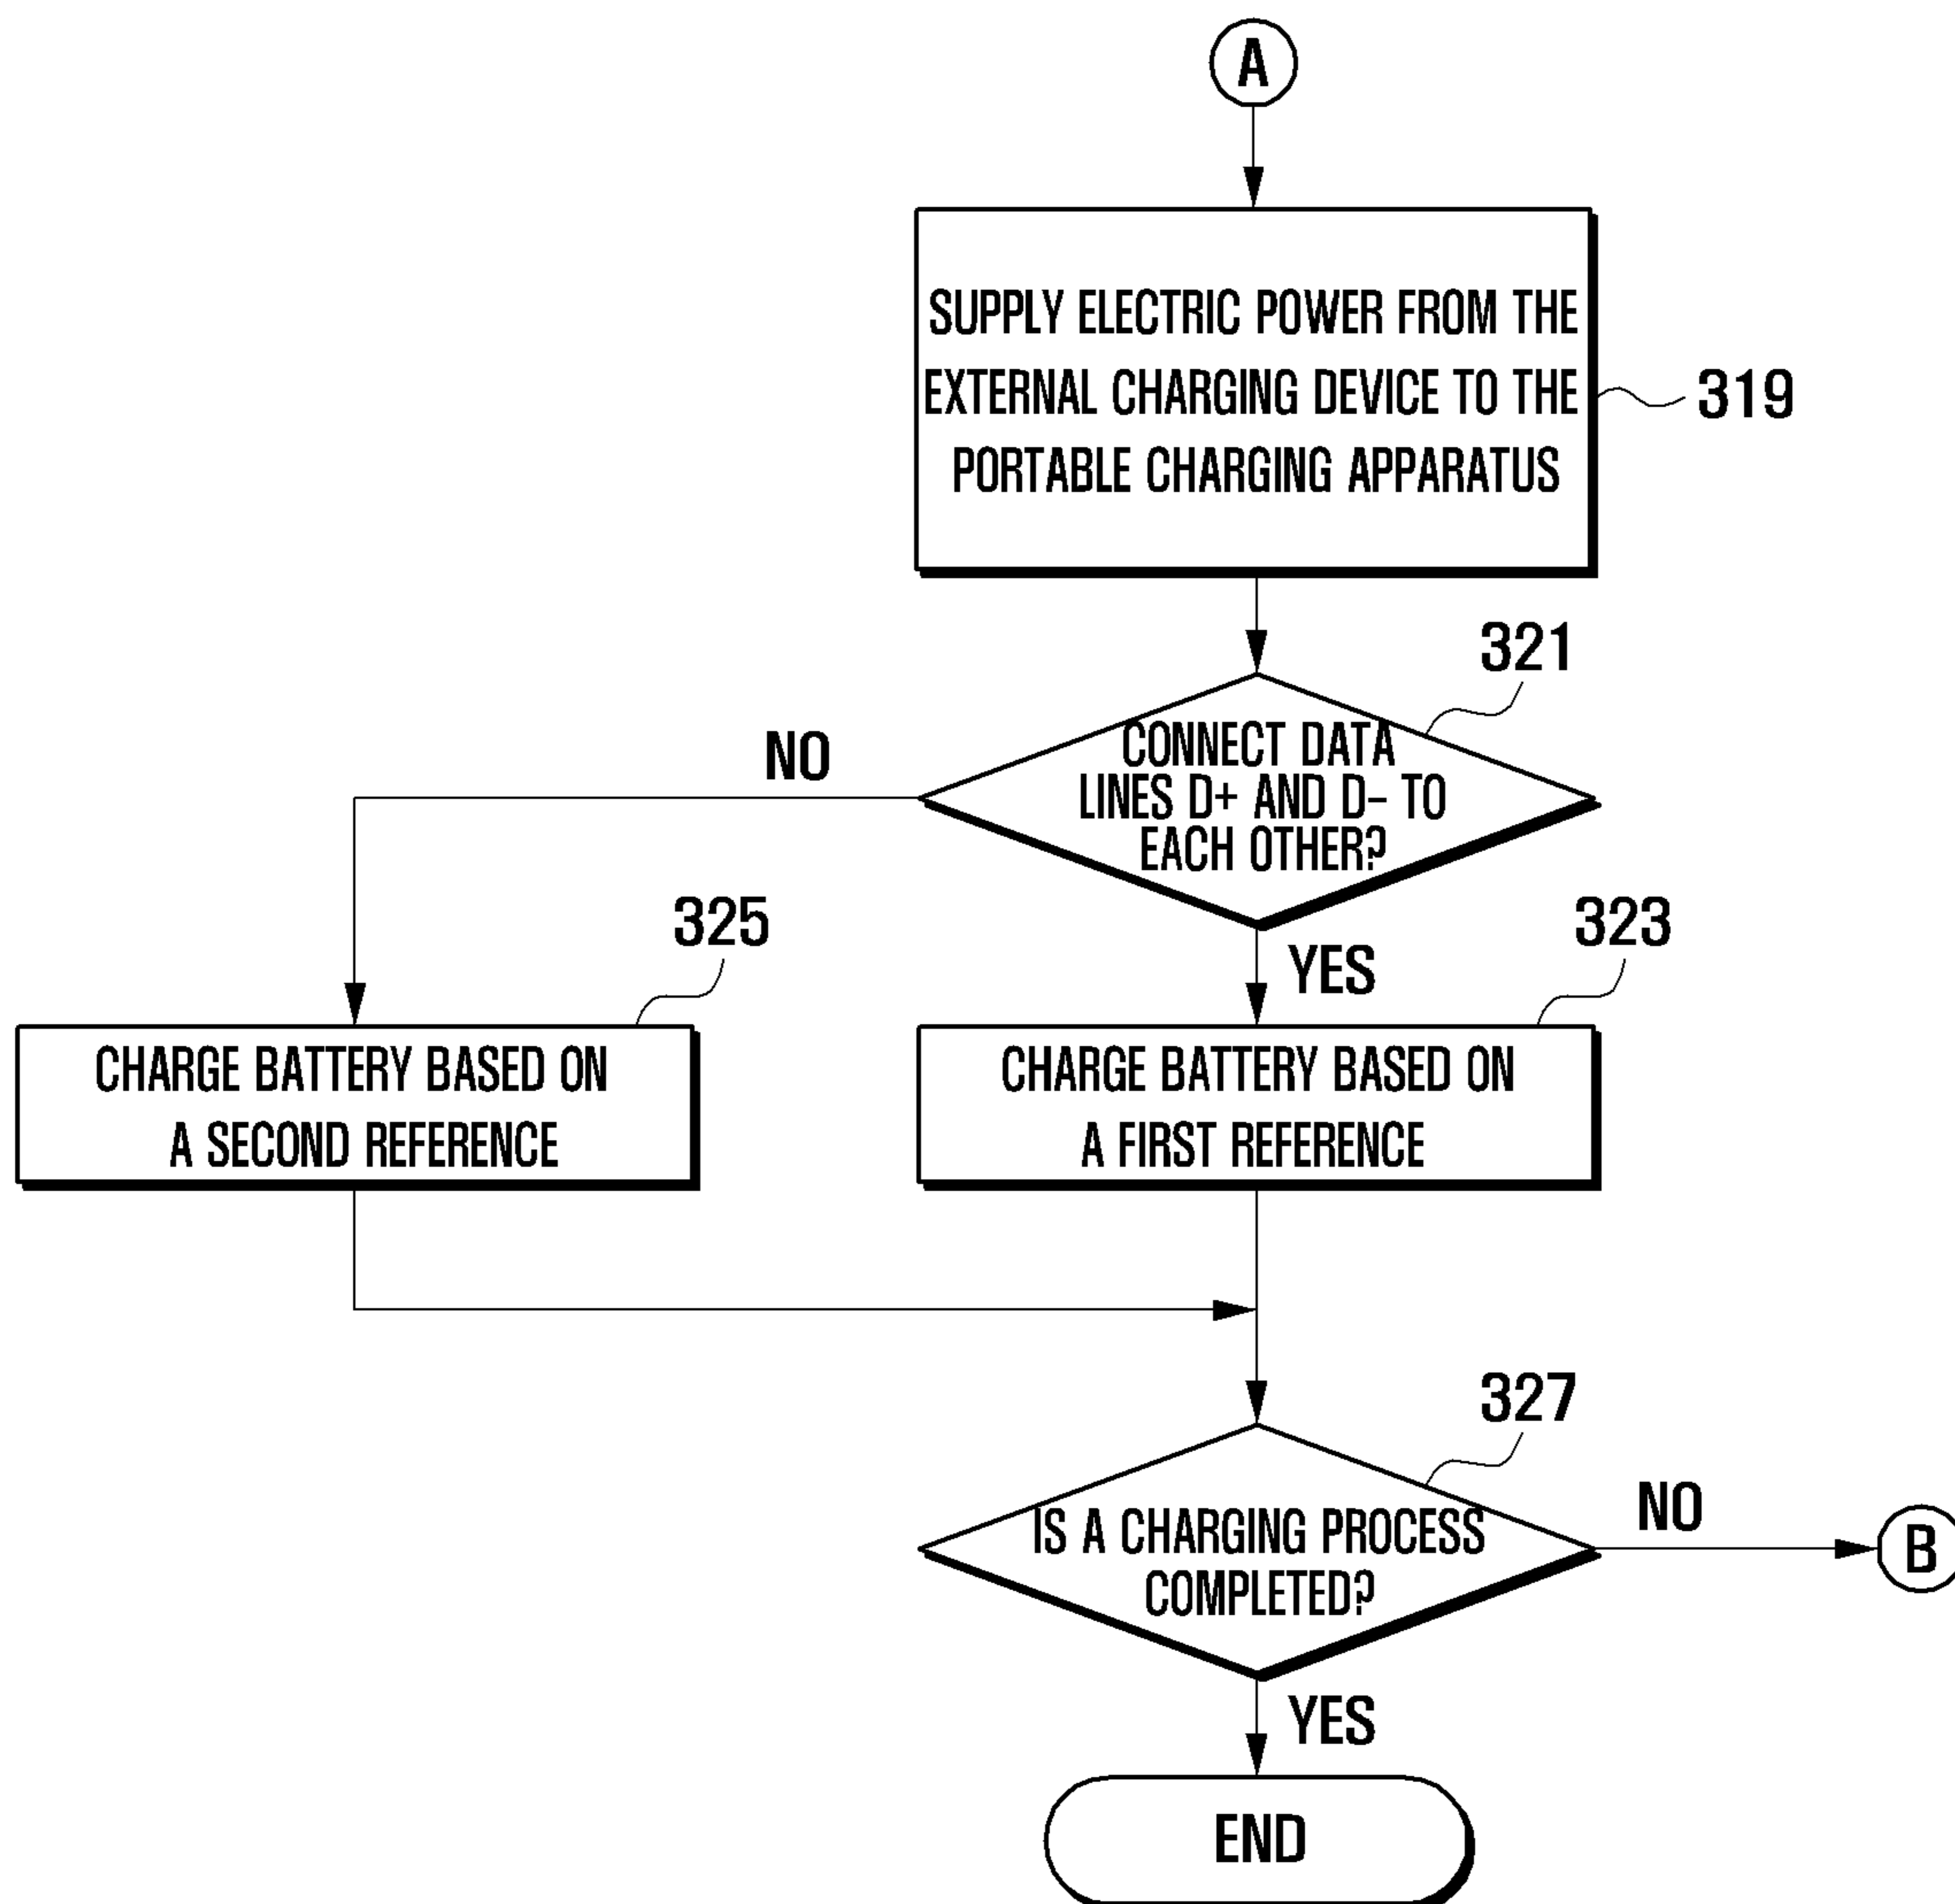 A
SUPPLY ELECTRIC POWER FROM THE
EXTERNAL CHARGING DEVICE TO THE
PORTABLE CHARGING APPARATUS
319
321
CONNECT DATA
LINES D+ AND D- TO
EACH OTHER?
NO
YES
325
CHARGE BATTERY BASED ON
A SECOND REFERENCE
323
CHARGE BATTERY BASED ON
A FIRST REFERENCE
327
IS A CHARGING PROCESS
COMPLETED?
NO
B
YES
END